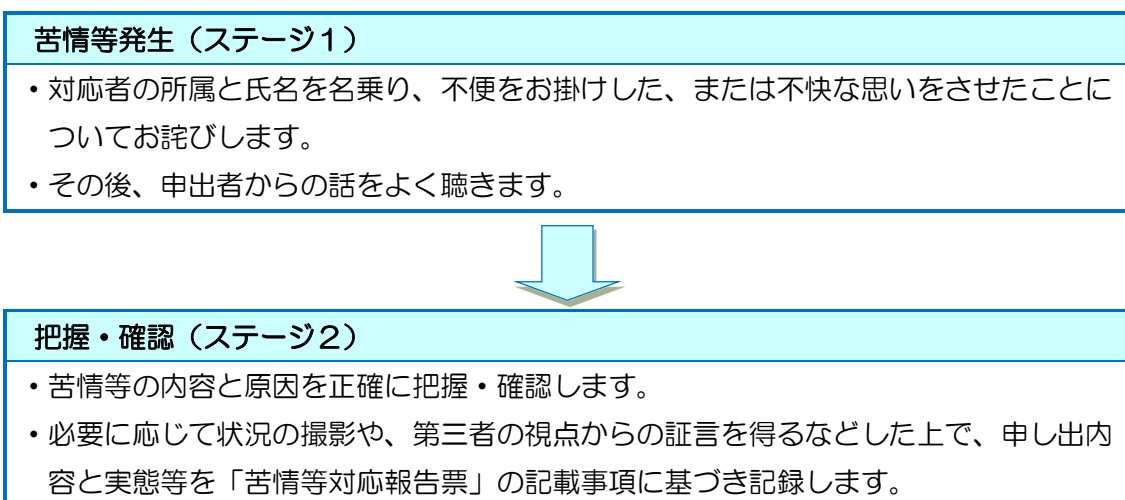 苦情等発生（ステージ１）
・対応者の所属と氏名を名乗り、不便をお掛けした、または不快な思いをさせたことに
ついてお詫びします。
・その後、申出者からの話をよく聴きます。
把握・確認（ステージ２）
・苦情等の内容と原因を正確に把握・確認します。
・必要に応じて状況の撮影や、第三者の視点からの証言を得るなどした上で、申し出内
容と実態等を「苦情等対応報告票」の記載事項に基づき記録します。